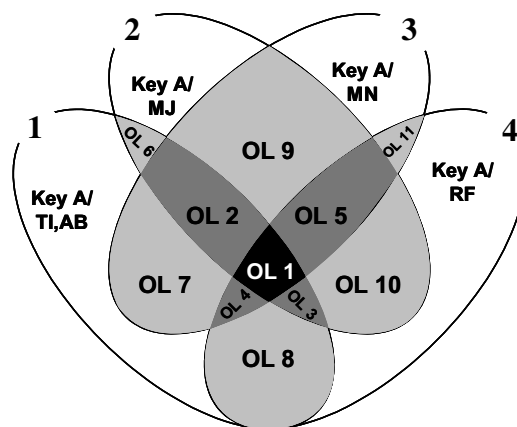 2
3
Key A/
MJ
Key A/
MN
1
4
OL 6
OL 9
OL 11
Key A/
TI,AB
Key A/
RF
OL 2
OL 5
OL 7
OL 1
OL 10
OL 4
OL 3
OL 8